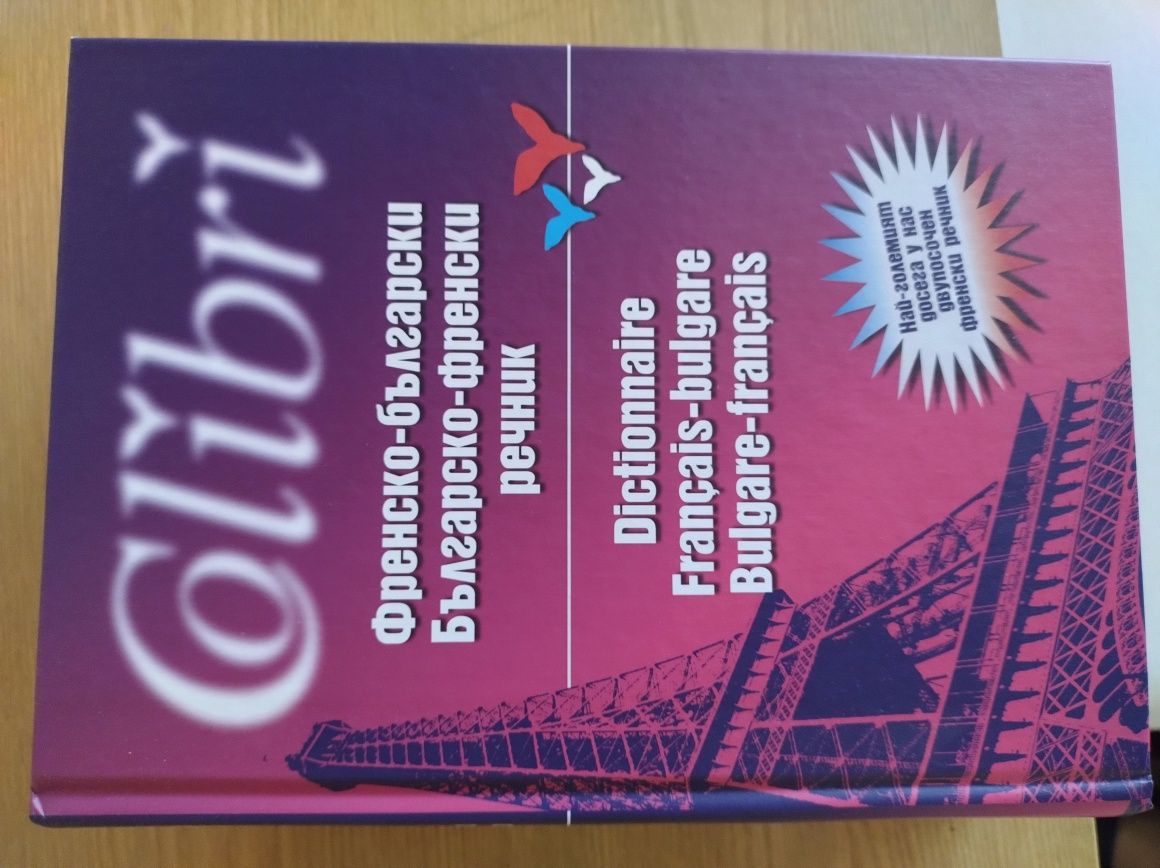 Colibri
Френско-български
Българско-френски
речник
Dictionnaire
Français-bulgare
Bulgare-français
Най-големият
досега у нас
двупосочен
френски речник